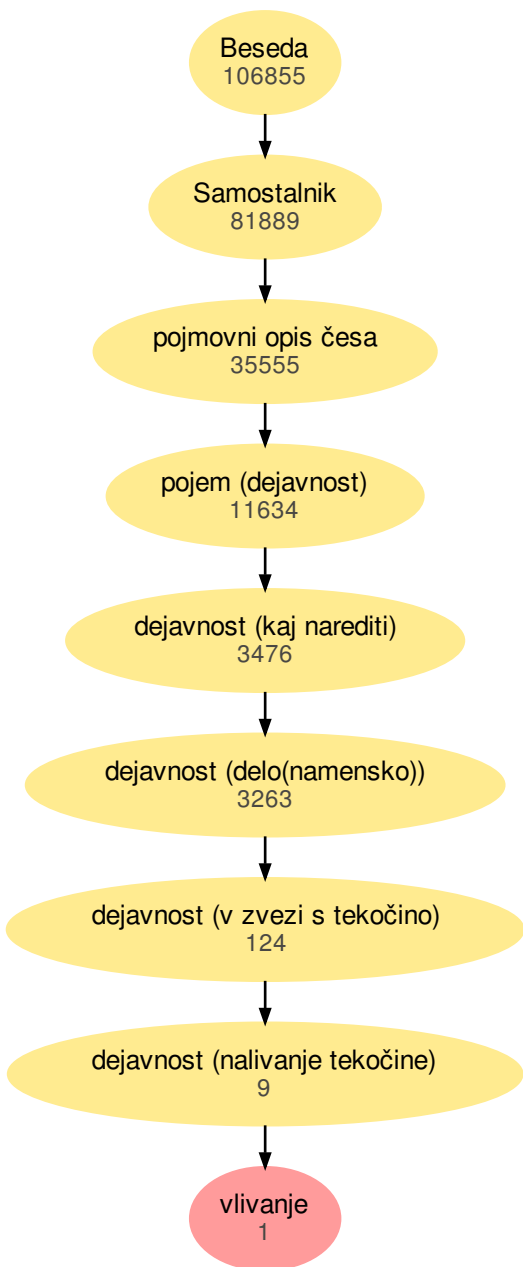 Beseda
106855
Samostalnik
81889
pojmovni opis česa
35555
pojem (dejavnost)
11634
dejavnost (kaj narediti)
3476
dejavnost (delo(namensko))
3263
dejavnost (v zvezi s tekočino)
124
dejavnost (nalivanje tekočine)
9
vlivanje
1